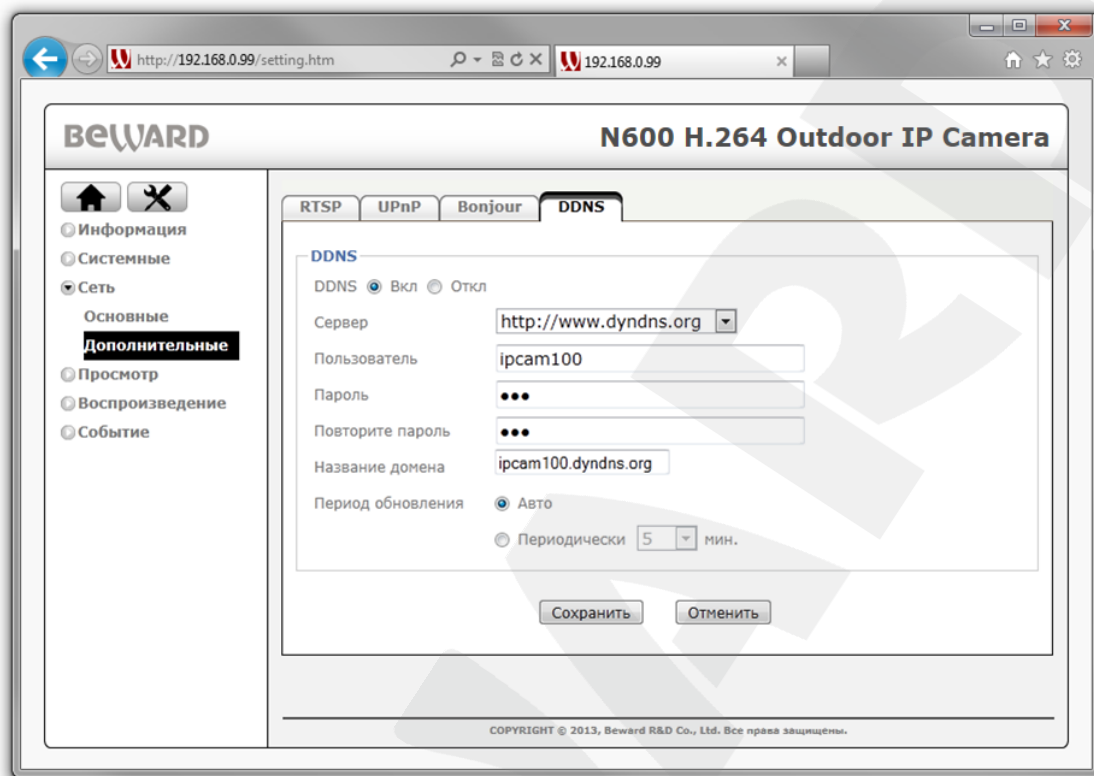 http://192.168.0.99/setting.htm 192.168.0.99
BEWARD N600 H.264 Outdoor IP Camera
Информация
Системные
Сеть
Основные
Дополнительные
Просмотр
Воспроизведение
Событие
RTSP UPnP Bonjour DDNS
DDNS
DDNS Вкл Откл
Сервер http://www.dyndns.org
Пользователь ipcam100
Пароль •••
Повторите пароль •••
Название домена ipcam100.dyndns.org
Период обновления Авто
Периодически 5 мин.
Сохранить Отменить
COPYRIGHT © 2013, Beward R&D Co., Ltd. Все права защищены.